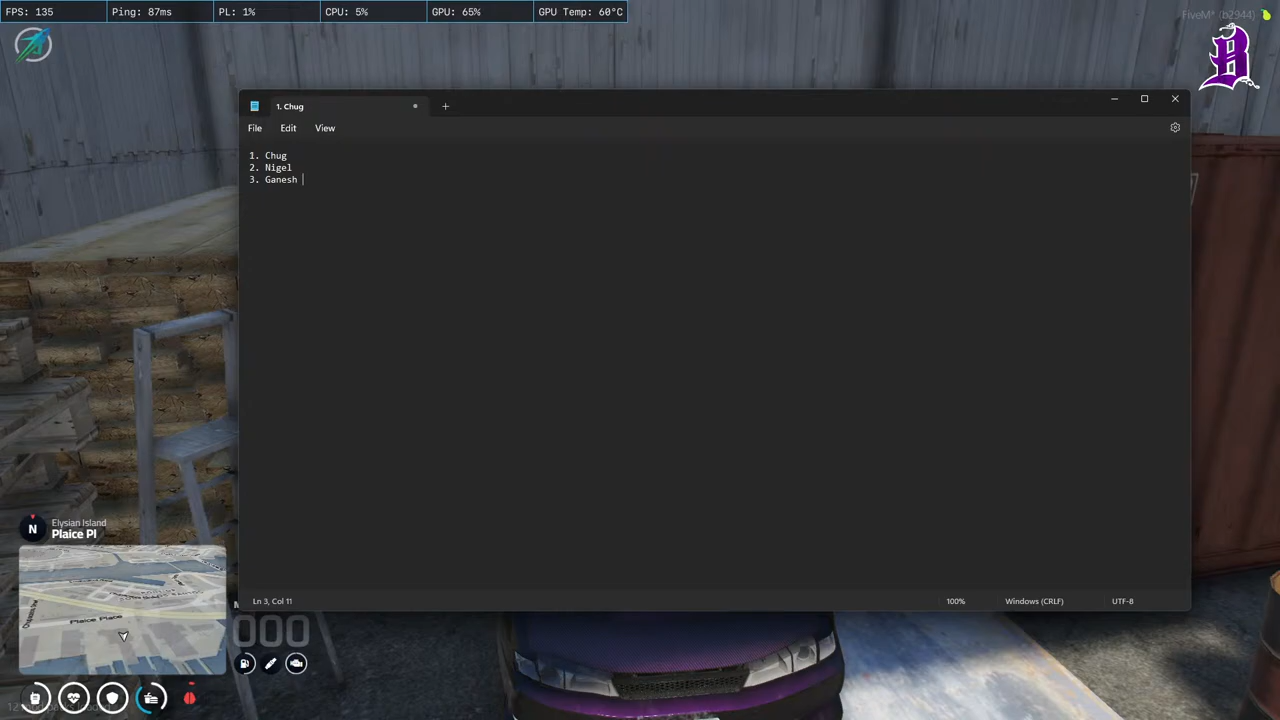 FPS: 135 Ping: 87ms PL: 1% CPU: 5% GPU: 65% GPU Temp: 60°C
FiveM* (b2944)
1. Chug
File Edit View
1. Chug
2. Nigel
3. Ganesh
Elysian Island
Plaice Pl
N
Plaice Place
000
Ln 3, Col 11 100% Windows (CRLF) UTF-8